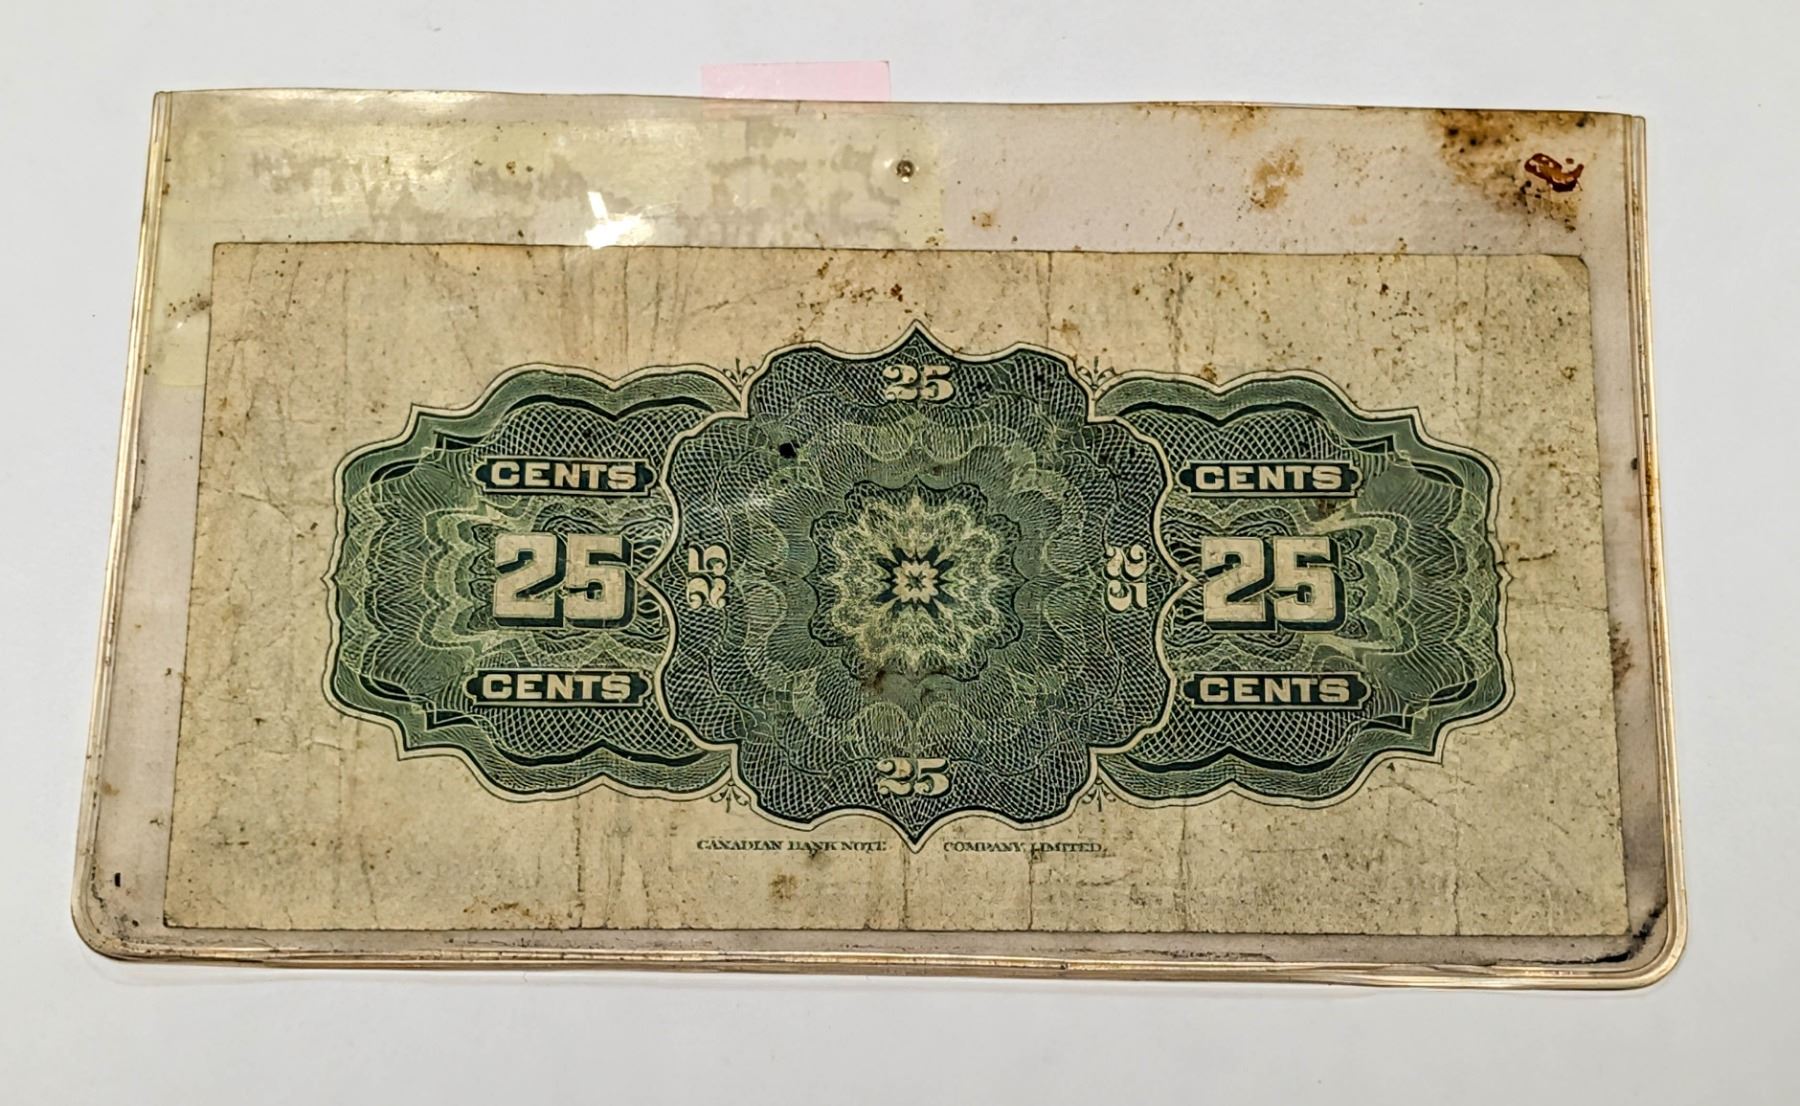 25
CENTS CENTS
25 25 25 25
CENTS CENTS
25
CANADIAN BANK NOTE COMPANY, LIMITED.